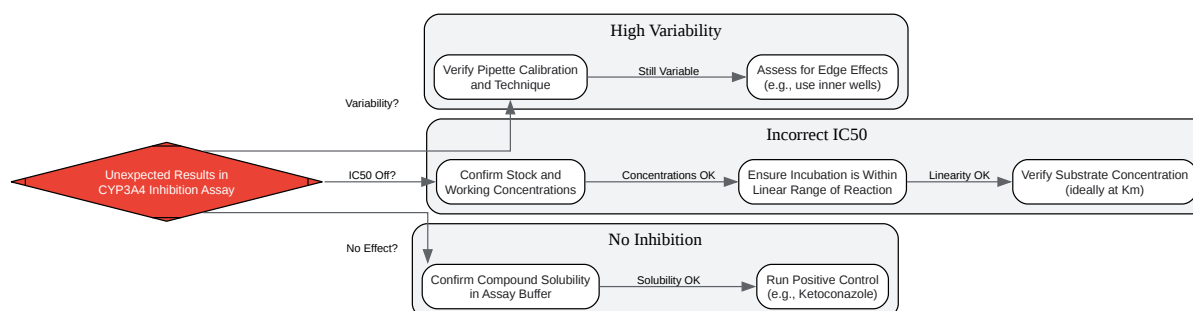 High Variability
Verify Pipette Calibration
and Technique
Still Variable
Assess for Edge Effects
(e.g., use inner wells)
Variability?
Incorrect IC50
Unexpected Results in
CYP3A4 Inhibition Assay
IC50 Off?
Confirm Stock and
Working Concentrations
Concentrations OK
Ensure Incubation is Within
Linear Range of Reaction
Linearity OK
Verify Substrate Concentration
(ideally at Km)
No Effect?
No Inhibition
Confirm Compound Solubility
in Assay Buffer
Solubility OK
Run Positive Control
(e.g., Ketoconazole)